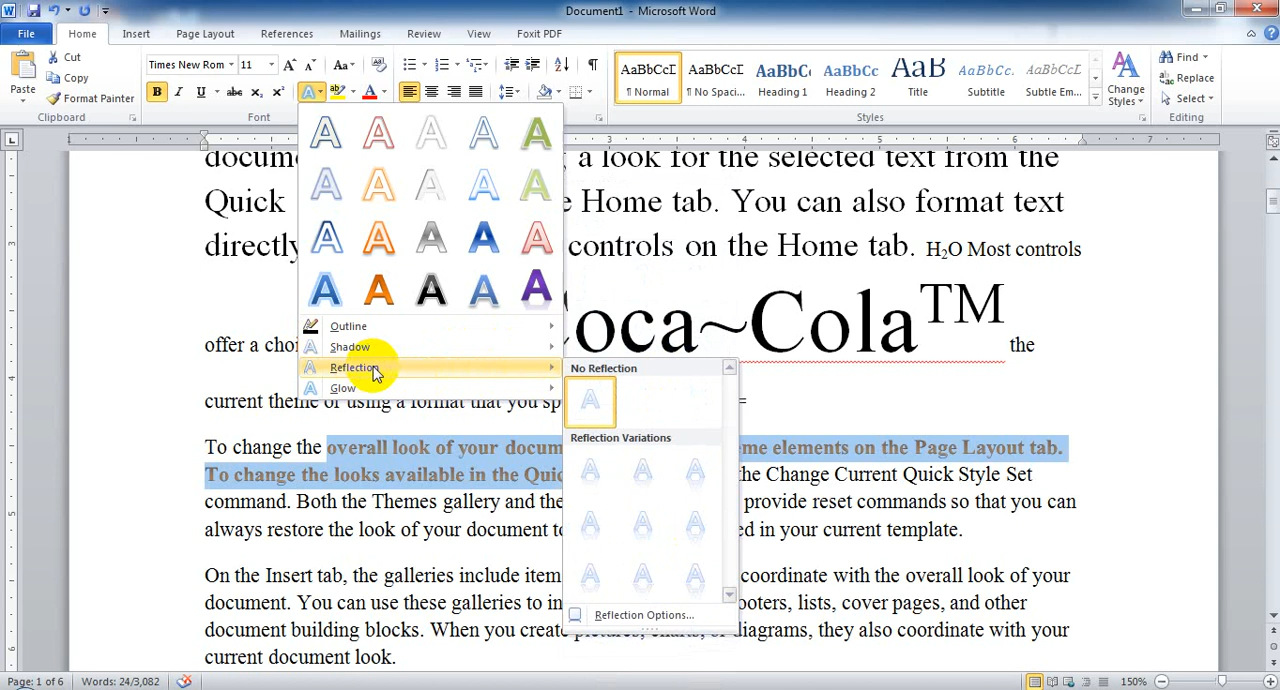 Document1 - Microsoft Word
File Home Insert Page Layout References Mailings Review View Foxit PDF
Paste
Cut
Copy
Format Painter
Clipboard
Times New Rom 11
Font
AaBbCcI AaBbCcDc AaBbCc AaBbCc AaB AaBbCc. AaBbCcDc
¶ Normal ¶ No Spaci... Heading 1 Heading 2 Title Subtitle Subtle Em...
Styles
Change
Styles
Find
Replace
Select
Editing
Outline
Shadow
Reflection
Glow
No Reflection
Reflection Variations
Reflection Options...
a look for the selected text from the
Quick e Home tab. You can also format text
directly controls on the Home tab. H₂O Most controls
oca~Cola™
offer a cho the
current theme or using a format that you sp =
To change the overall look of your docum me elements on the Page Layout tab.
To change the looks available in the Quic the Change Current Quick Style Set
command. Both the Themes gallery and the provide reset commands so that you can
always restore the look of your document to d in your current template.
On the Insert tab, the galleries include item coordinate with the overall look of your
document. You can use these galleries to in ooters, lists, cover pages, and other
document building blocks. When you create pictures, charts, or diagrams, they also coordinate with your
current document look.
Page: 1 of 6 Words: 24/3,082 150%